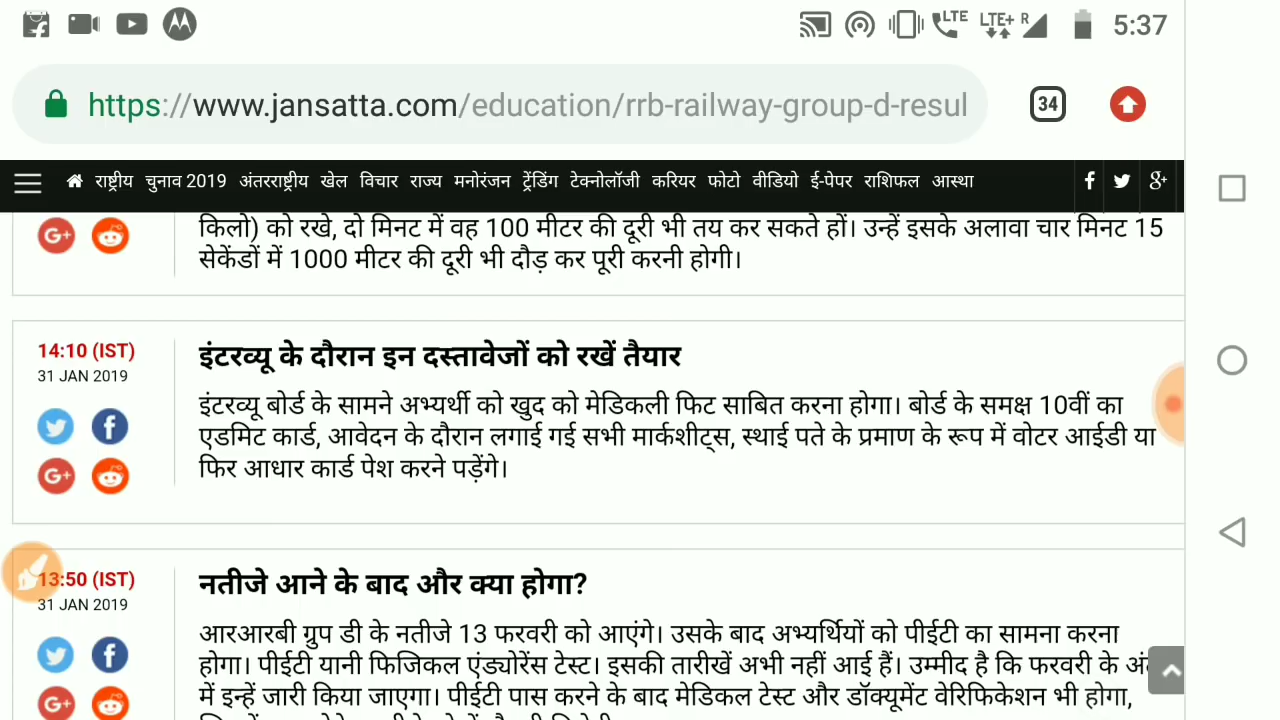 LTE LTE+ R 5:37
https://www.jansatta.com/education/rrb-railway-group-d-resul 34
राष्ट्रीय चुनाव 2019 अंतरराष्ट्रीय खेल विचार राज्य मनोरंजन ट्रेंडिंग टेक्नोलॉजी करियर फोटो वीडियो ई-पेपर राशिफल आस्था
किलो) को रखे, दो मिनट में वह 100 मीटर की दूरी भी तय कर सकते हों। उन्हें इसके अलावा चार मिनट 15
सेकेंडों में 1000 मीटर की दूरी भी दौड़ कर पूरी करनी होगी।
14:10 (IST)
31 JAN 2019
इंटरव्यू के दौरान इन दस्तावेजों को रखें तैयार
इंटरव्यू बोर्ड के सामने अभ्यर्थी को खुद को मेडिकली फिट साबित करना होगा। बोर्ड के समक्ष 10वीं का
एडमिट कार्ड, आवेदन के दौरान लगाई गई सभी मार्कशीट्स, स्थाई पते के प्रमाण के रूप में वोटर आईडी या
फिर आधार कार्ड पेश करने पड़ेंगे।
13:50 (IST)
31 JAN 2019
नतीजे आने के बाद और क्या होगा?
आरआरबी ग्रुप डी के नतीजे 13 फरवरी को आएंगे। उसके बाद अभ्यर्थियों को पीईटी का सामना करना
होगा। पीईटी यानी फिजिकल एंड्योरेंस टेस्ट। इसकी तारीखें अभी नहीं आई हैं। उम्मीद है कि फरवरी के
में इन्हें जारी किया जाएगा। पीईटी पास करने के बाद मेडिकल टेस्ट और डॉक्यूमेंट वेरिफिकेशन भी होगा,